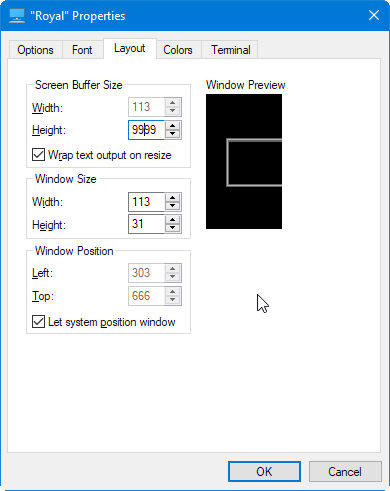 "Royal" Properties
Options Font Layout Colors Terminal
Screen Buffer Size
Width: 113
Height: 9999
Wrap text output on resize
Window Size
Width: 113
Height: 31
Window Position
Left: 303
Top: 666
Let system position window
Window Preview
OK Cancel